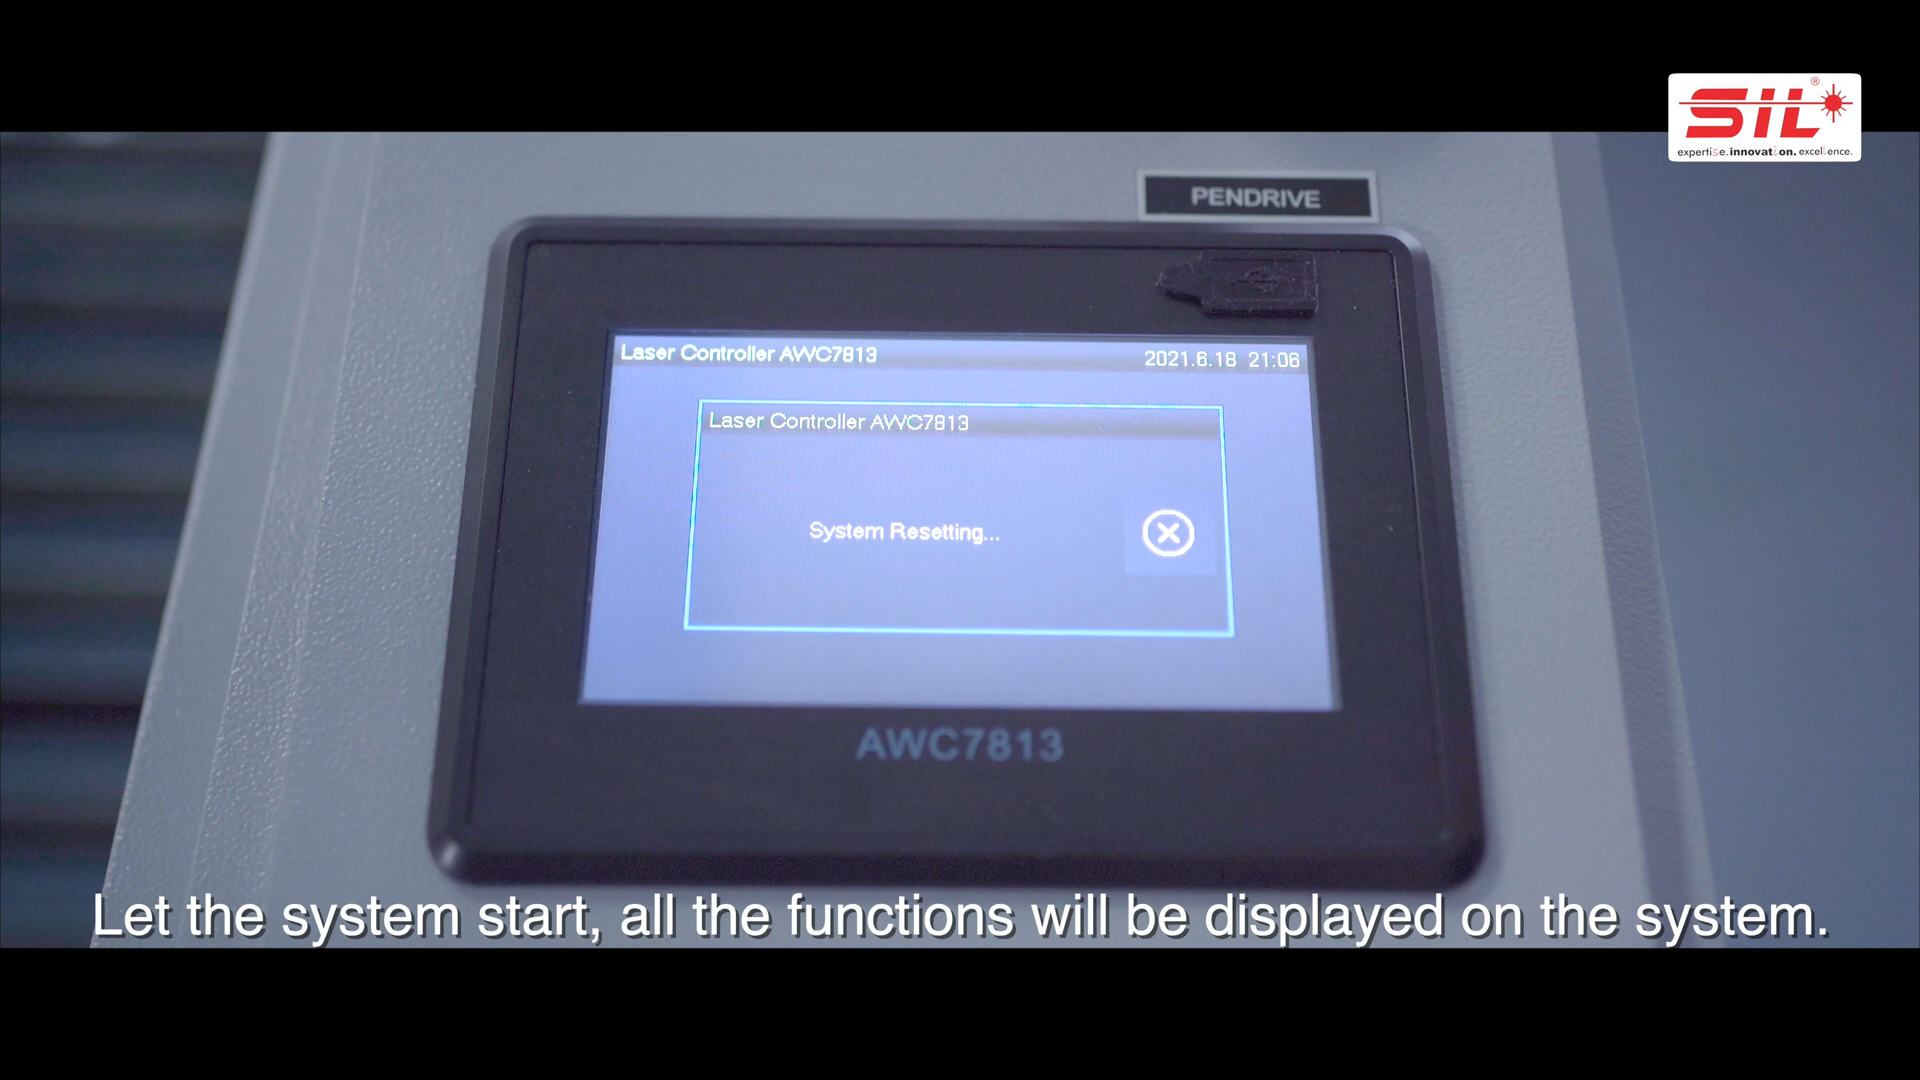 SIL®
expertise.innovation.excellence.
PENDRIVE
Laser Controller AWC7813 2021.6.18 21:06
Laser Controller AWC7813
System Resetting...
AWC7813
Let the system start, all the functions will be displayed on the system.